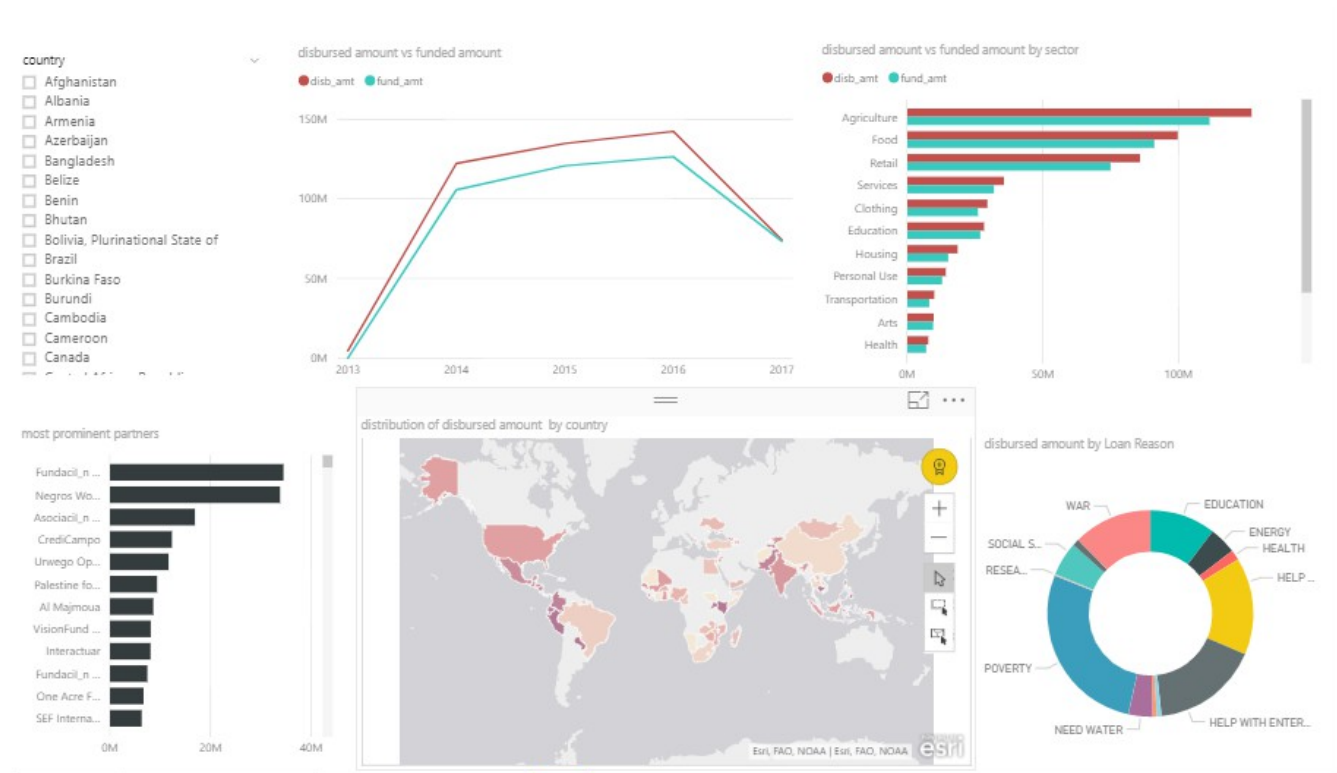 country
Afghanistan
Albania
Armenia
Azerbaijan
Bangladesh
Belize
Benin
Bhutan
Bolivia, Plurinational State of
Brazil
Burkina Faso
Burundi
Cambodia
Cameroon
Canada
disbursed amount vs funded amount
disb_amt fund_amt
150M
100M
50M
0M
2013 2014 2015 2016 2017
disbursed amount vs funded amount by sector
disb_amt fund_amt
Agriculture
Food
Retail
Services
Clothing
Education
Housing
Personal Use
Transportation
Arts
Health
0M 50M 100M
most prominent partners
Fundacil_n ...
Negros Wo...
Asociacil_n ...
CrediCampo
Urwego Op...
Palestine fo...
Al Majmoua
VisionFund ...
Interactuar
Fundacil_n ...
One Acre F...
SEF Interna...
0M 20M 40M
distribution of disbursed amount by country
Esri, FAO, NOAA | Esri, FAO, NOAA
esri
disbursed amount by Loan Reason
WAR
EDUCATION
ENERGY
HEALTH
HELP ...
HELP WITH ENTER...
NEED WATER
POVERTY
RESEA...
SOCIAL S...